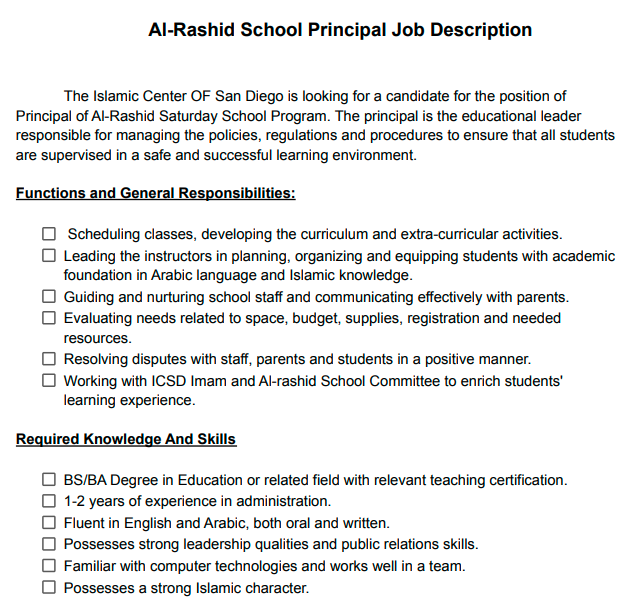 Al-Rashid School Principal Job Description
The Islamic Center OF San Diego is looking for a candidate for the position of
Principal of Al-Rashid Saturday School Program. The principal is the educational leader
responsible for managing the policies, regulations and procedures to ensure that all students
are supervised in a safe and successful learning environment.
Functions and General Responsibilities:
☐ Scheduling classes, developing the curriculum and extra-curricular activities.
☐ Leading the instructors in planning, organizing and equipping students with academic
foundation in Arabic language and Islamic knowledge.
☐ Guiding and nurturing school staff and communicating effectively with parents.
☐ Evaluating needs related to space, budget, supplies, registration and needed
resources.
☐ Resolving disputes with staff, parents and students in a positive manner.
☐ Working with ICSD Imam and Al-rashid School Committee to enrich students'
learning experience.
Required Knowledge And Skills
☐ BS/BA Degree in Education or related field with relevant teaching certification.
☐ 1-2 years of experience in administration.
☐ Fluent in English and Arabic, both oral and written.
☐ Possesses strong leadership qualities and public relations skills.
☐ Familiar with computer technologies and works well in a team.
☐ Possesses a strong Islamic character.